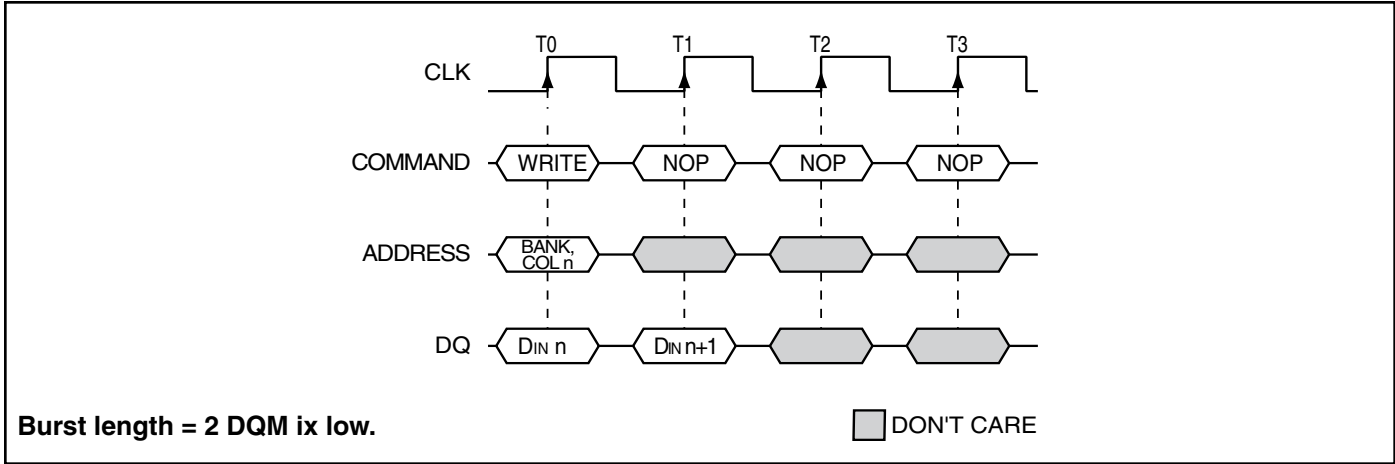 T0 T1 T2 T3
CLK
COMMAND WRITE NOP NOP NOP
ADDRESS BANK,
COL n
DQ DIN n DIN n+1
Burst length = 2 DQM ix low. DON'T CARE